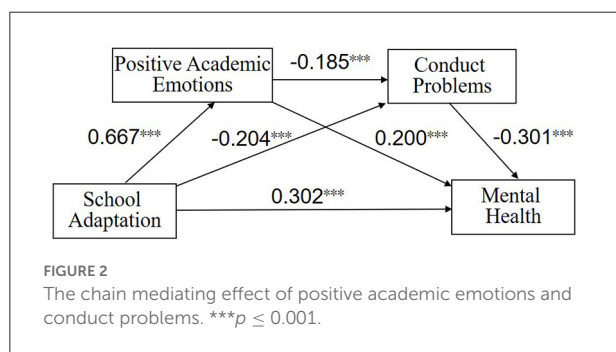 Positive Academic
Emotions
-0.185***
Conduct
Problems
0.667***
-0.204***
0.200***
-0.301***
School
Adaptation
0.302***
Mental
Health
FIGURE 2
The chain mediating effect of positive academic emotions and
conduct problems. ***p ≤ 0.001.